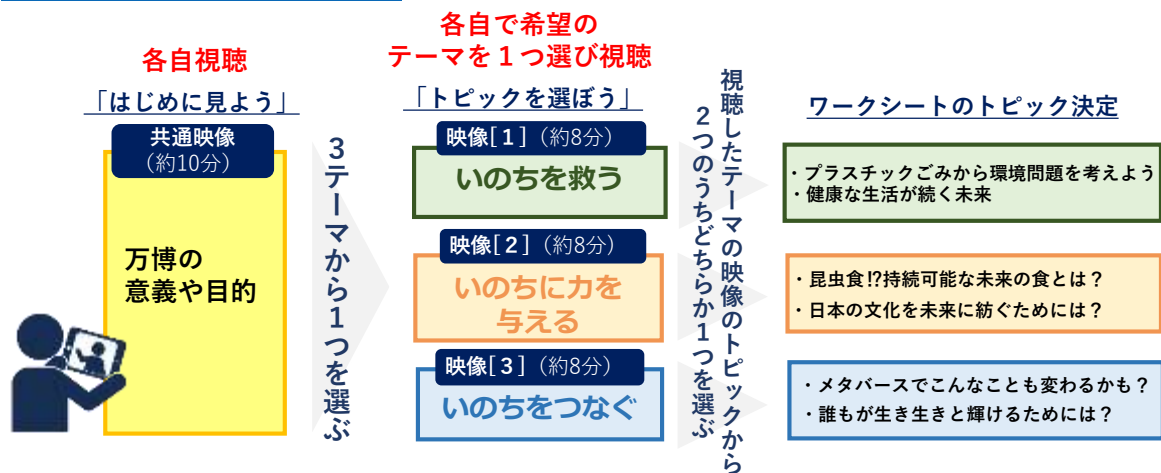 各自視聴
「はじめに見よう」
共通映像
（約10分）
万博の
意義や目的
3テーマから１つを選ぶ
各自で希望の
テーマを１つ選び視聴
「トピックを選ぼう」
映像[１]（約8分）
いのちを救う
映像[２]（約8分）
いのちに力を
与える
映像[３]（約8分）
いのちをつなぐ
視聴したテーマの映像のトピックから
２つのうちどちらか１つを選ぶ
ワークシートのトピック決定
・プラスチックごみから環境問題を考えよう
・健康な生活が続く未来
・昆虫食⁉持続可能な未来の食とは？
・日本の文化を未来に紡ぐためには？
・メタバースでこんなことも変わるかも？
・誰もが生き生きと輝けるためには？